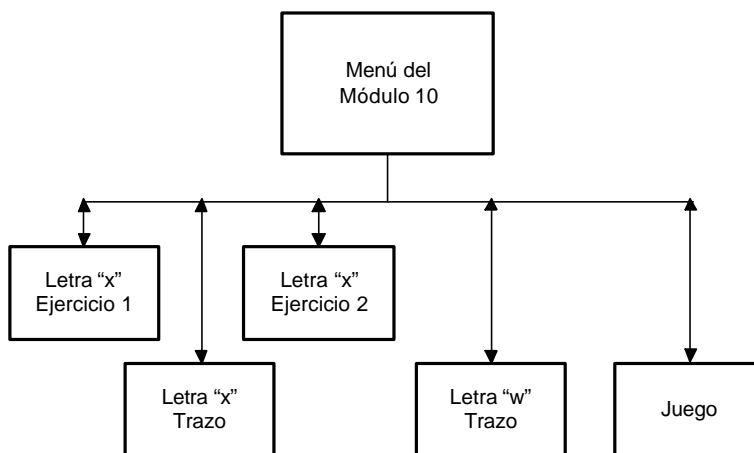 Menú del
Módulo 10
Letra “x”
Ejercicio 1
Letra “x”
Ejercicio 2
Letra “x”
Trazo
Letra “w”
Trazo
Juego